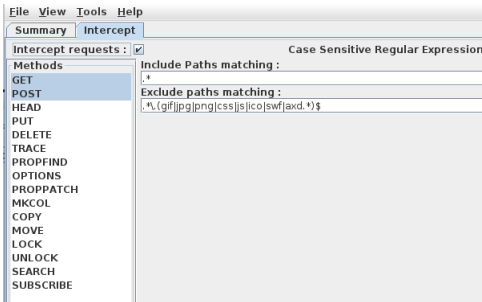 File View Tools Help
Summary Intercept
Intercept requests : Case Sensitive Regular Expression
Methods
Include Paths matching :
GET
.*
POST
Exclude paths matching :
HEAD
.*\.(gif|jpg|png|css|js|ico|swf|axd.*)$
PUT
DELETE
TRACE
PROPFIND
OPTIONS
PROPPATCH
MKCOL
COPY
MOVE
LOCK
UNLOCK
SEARCH
SUBSCRIBE